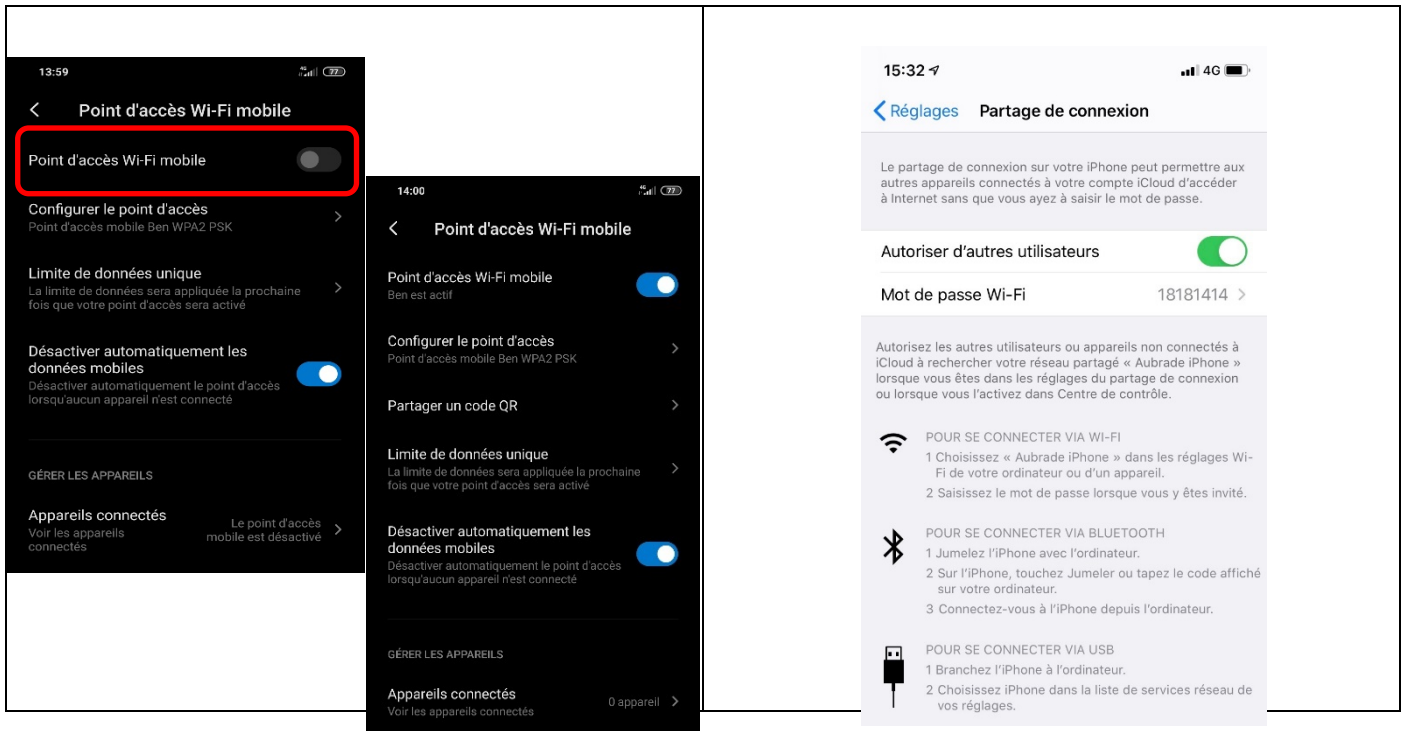 13:59
4G
77
Point d'accès Wi-Fi mobile
Point d'accès Wi-Fi mobile
Configurer le point d'accès
Point d'accès mobile Ben WPA2 PSK
Limite de données unique
La limite de données sera appliquée la prochaine
fois que votre point d'accès sera activé
Désactiver automatiquement les
données mobiles
Désactiver automatiquement le point d'accès
lorsqu'aucun appareil n'est connecté
GÉRER LES APPAREILS
Appareils connectés
Voir les appareils
connectés
Le point d'accès
mobile est désactivé
14:00
4G
77
Point d'accès Wi-Fi mobile
Point d'accès Wi-Fi mobile
Ben est actif
Configurer le point d'accès
Point d'accès mobile Ben WPA2 PSK
Partager un code QR
Limite de données unique
La limite de données sera appliquée la prochaine
fois que votre point d'accès sera activé
Désactiver automatiquement les
données mobiles
Désactiver automatiquement le point d'accès
lorsqu'aucun appareil n'est connecté
GÉRER LES APPAREILS
Appareils connectés
Voir les appareils connectés
0 appareil
15:32
4G
Réglages Partage de connexion
Le partage de connexion sur votre iPhone peut permettre aux
autres appareils connectés à votre compte iCloud d'accéder
à Internet sans que vous ayez à saisir le mot de passe.
Autoriser d'autres utilisateurs
Mot de passe Wi-Fi 18181414
Autorisez les autres utilisateurs ou appareils non connectés à
iCloud à rechercher votre réseau partagé « Aubrade iPhone »
lorsque vous êtes dans les réglages du partage de connexion
ou lorsque vous l'activez dans Centre de contrôle.
POUR SE CONNECTER VIA WI-FI
1 Choisissez « Aubrade iPhone » dans les réglages Wi-
Fi de votre ordinateur ou d'un appareil.
2 Saisissez le mot de passe lorsque vous y êtes invité.
POUR SE CONNECTER VIA BLUETOOTH
1 Jumelez l'iPhone avec l'ordinateur.
2 Sur l'iPhone, touchez Jumeler ou tapez le code affiché
sur votre ordinateur.
3 Connectez-vous à l'iPhone depuis l'ordinateur.
POUR SE CONNECTER VIA USB
1 Branchez l'iPhone à l'ordinateur.
2 Choisissez iPhone dans la liste de services réseau de
vos réglages.